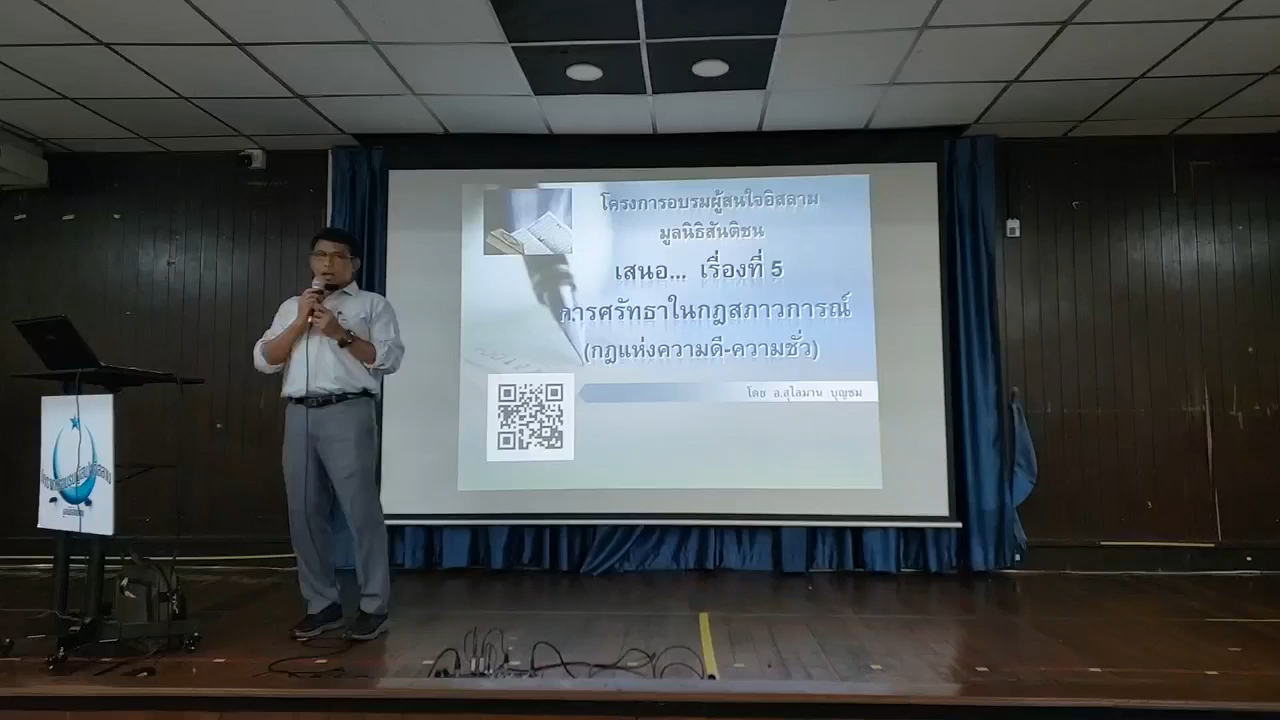 โครงการอบรมผู้สนใจอิสลาม
มูลนิธิสันติชน
เสนอ... เรื่องที่ 5
การศรัทธาในกฎสภาวการณ์
(กฎแห่งความดี-ความชั่ว)
โดย อ.สุไลมาน บุญชม